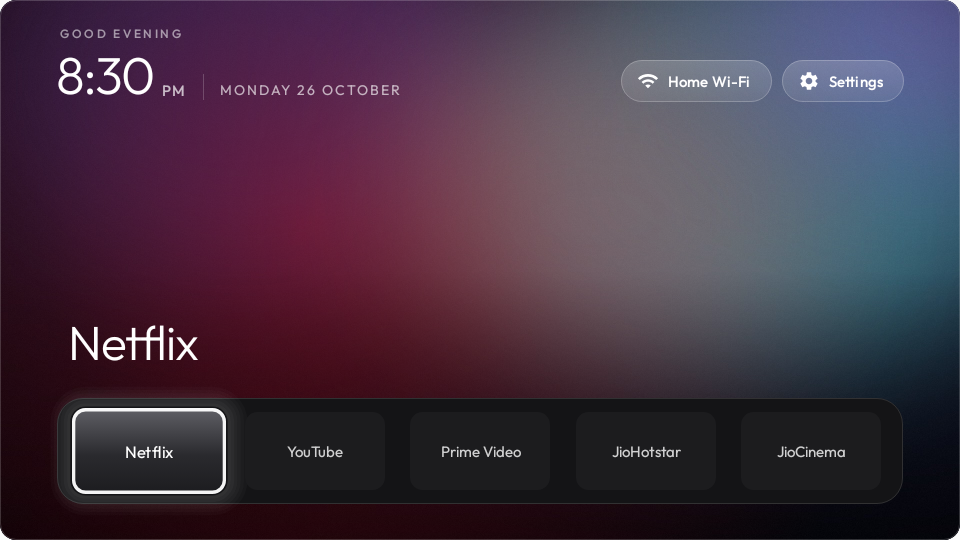 GOOD EVENING
8:30 PM
MONDAY 26 OCTOBER
Home Wi-Fi
Settings
Netflix
Netflix
YouTube
Prime Video
JioHotstar
JioCinema